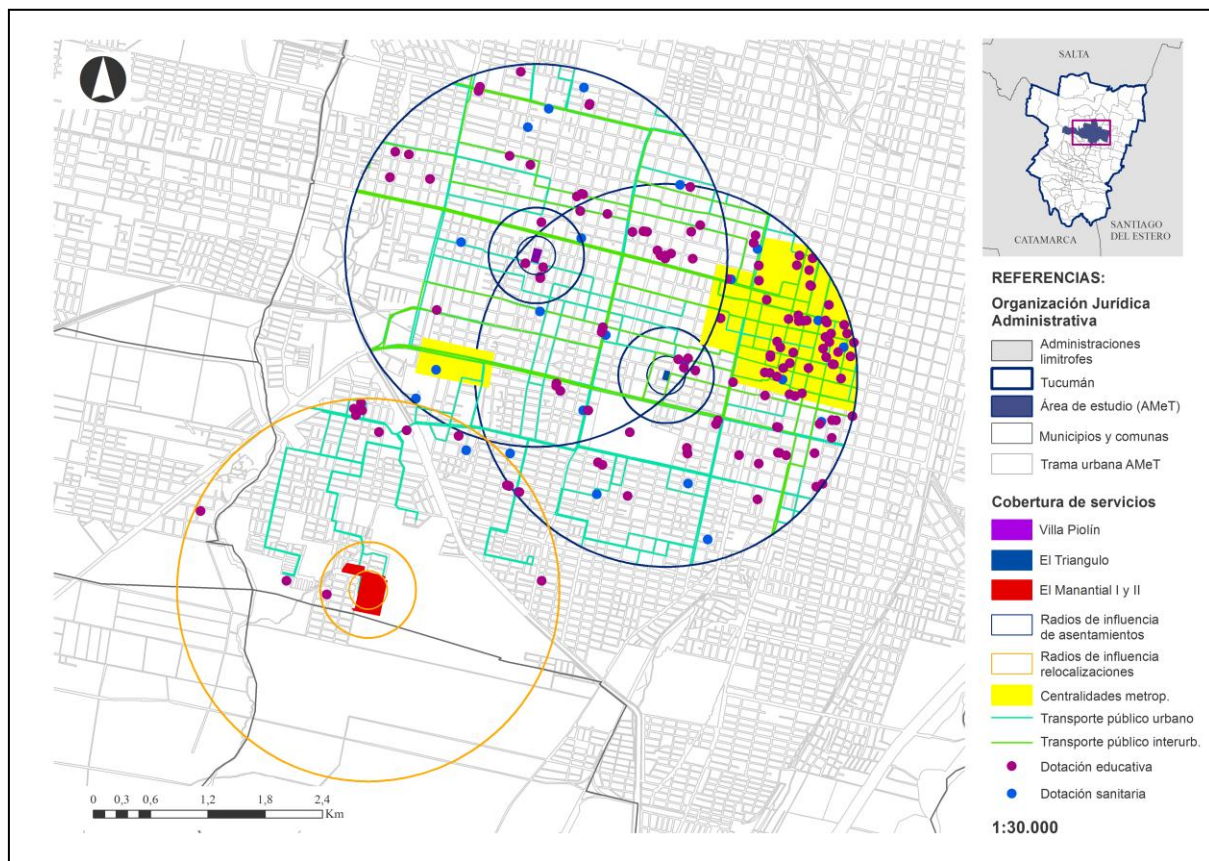 SALTA
SANTIAGO
DEL ESTERO
CATAMARCA
REFERENCIAS:
Organización Jurídica
Administrativa
Administraciones
limitrofes
Tucumán
Área de estudio (AMeT)
Municipios y comunas
Trama urbana AMeT
Cobertura de servicios
Villa Piolín
El Triangulo
El Manantial I y II
Radios de influencia
de asentamientos
Radios de influencia
relocalizaciones
Centralidades metrop.
Transporte público urbano
Transporte público interurb.
Dotación educativa
Dotación sanitaria
1:30.000
0 0,3 0,6 1,2 1,8 2,4
Km